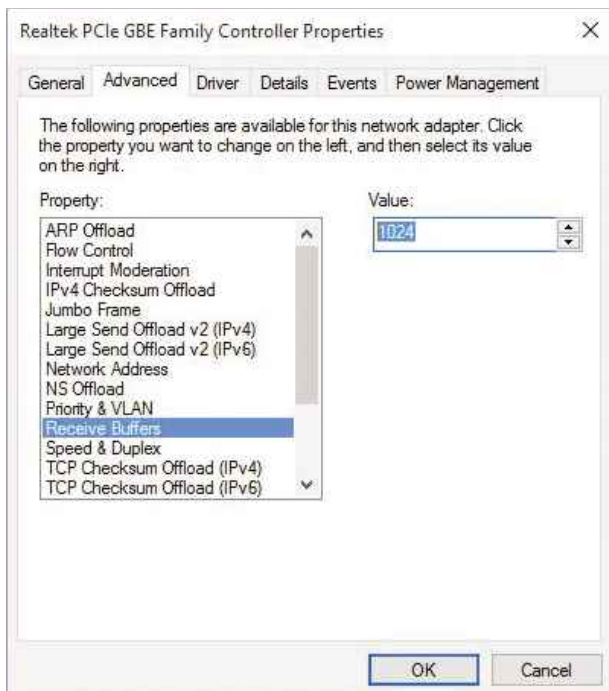 Realtek PCIe GBE Family Controller Properties
General Advanced Driver Details Events Power Management
The following properties are available for this network adapter. Click
the property you want to change on the left, and then select its value
on the right.
Property:
Value:
ARP Offload
Flow Control
Interrupt Moderation
IPv4 Checksum Offload
Jumbo Frame
Large Send Offload v2 (IPv4)
Large Send Offload v2 (IPv6)
Network Address
NS Offload
Priority & VLAN
Receive Buffers
Speed & Duplex
TCP Checksum Offload (IPv4)
TCP Checksum Offload (IPv6)
1024
OK Cancel